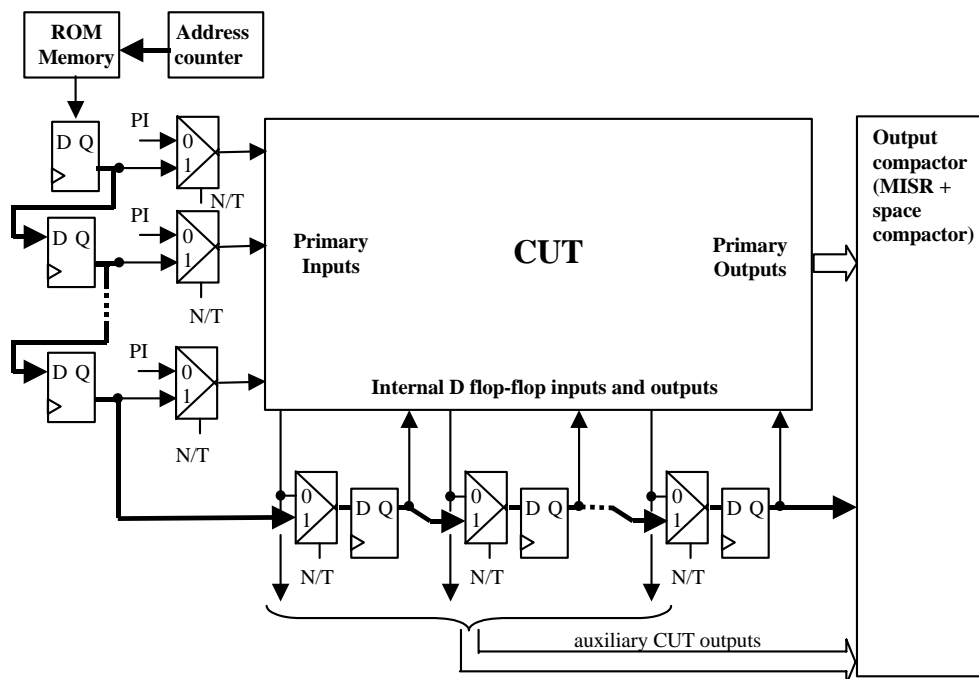 ROM
Memory
Address
counter
D Q
PI
0
1
N/T
D Q
PI
0
1
N/T
D Q
PI
0
1
N/T
Primary
Inputs
CUT
Primary
Outputs
Internal D flop-flop inputs and outputs
Output
compactor
(MISR +
space
compactor)
0
1
D Q
N/T
0
1
D Q
N/T
0
1
D Q
N/T
auxiliary CUT outputs